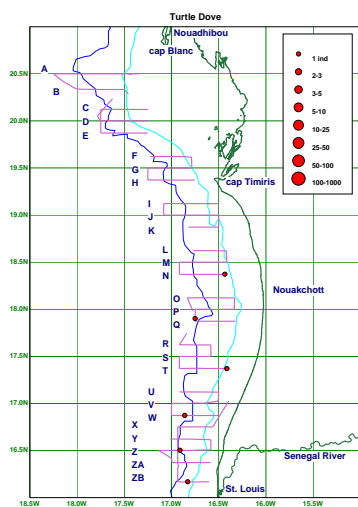 Turtle Dove
Nouadhibou
cap Blanc
1 ind
2-3
3-5
5-10
10-25
25-50
50-100
100-1000
A
20.5N
B
C
D
20.0N
E
F
19.5N
G
H
cap Timiris
I
19.0N
J
K
L
M
N
Nouakchott
O
18.0N
P
Q
R
17.5N
S
T
U
17.0N
V
W
X
Y
16.5N
Z
ZA
ZB
Senegal River
St. Louis
18.5W
18.0W
17.5W
17.0W
16.5W
16.0W
15.5W